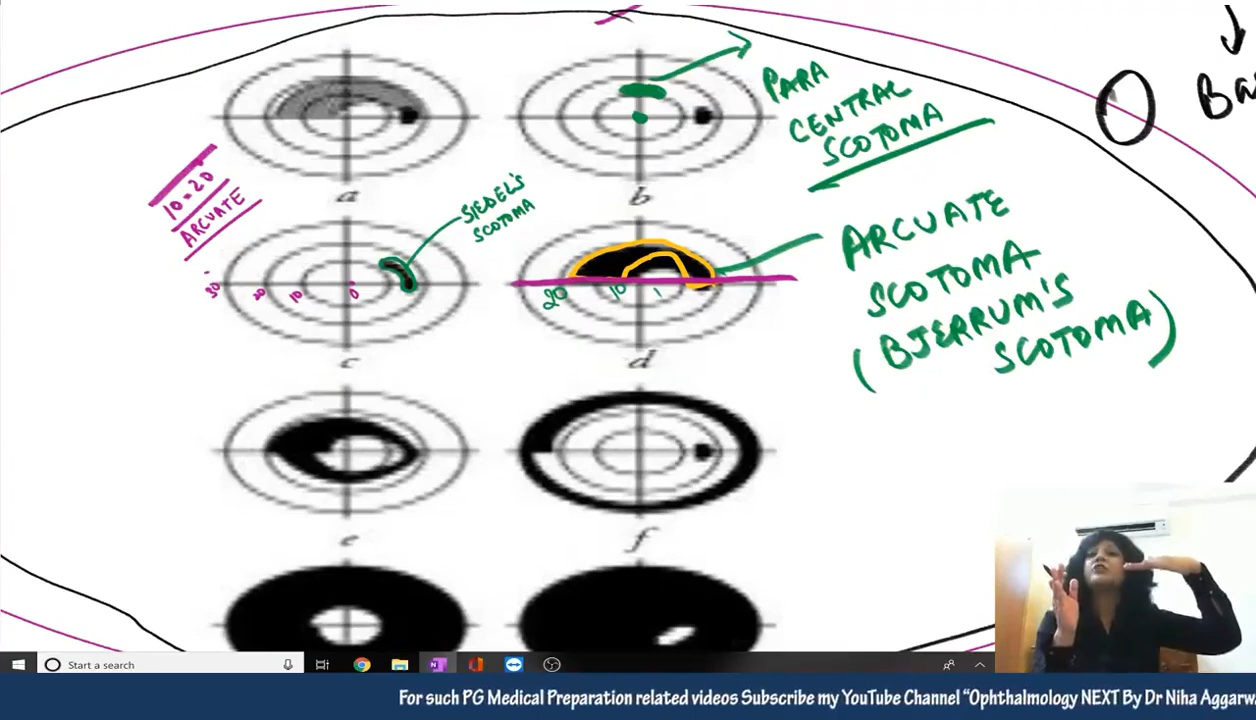 PARA
CENTRAL
SCOTOMA
Ba
a
b
10-20°
ARCUATE
SIEDEL'S
SCOTOMA
ARCUATE
SCOTOMA
(BJERRUM'S
SCOTOMA)
30° 20 10 0°
20 10
c
d
e
f
Start a search
For such PG Medical Preparation related videos Subscribe my YouTube Channel "Ophthalmology NEXT By Dr Niha Aggarw